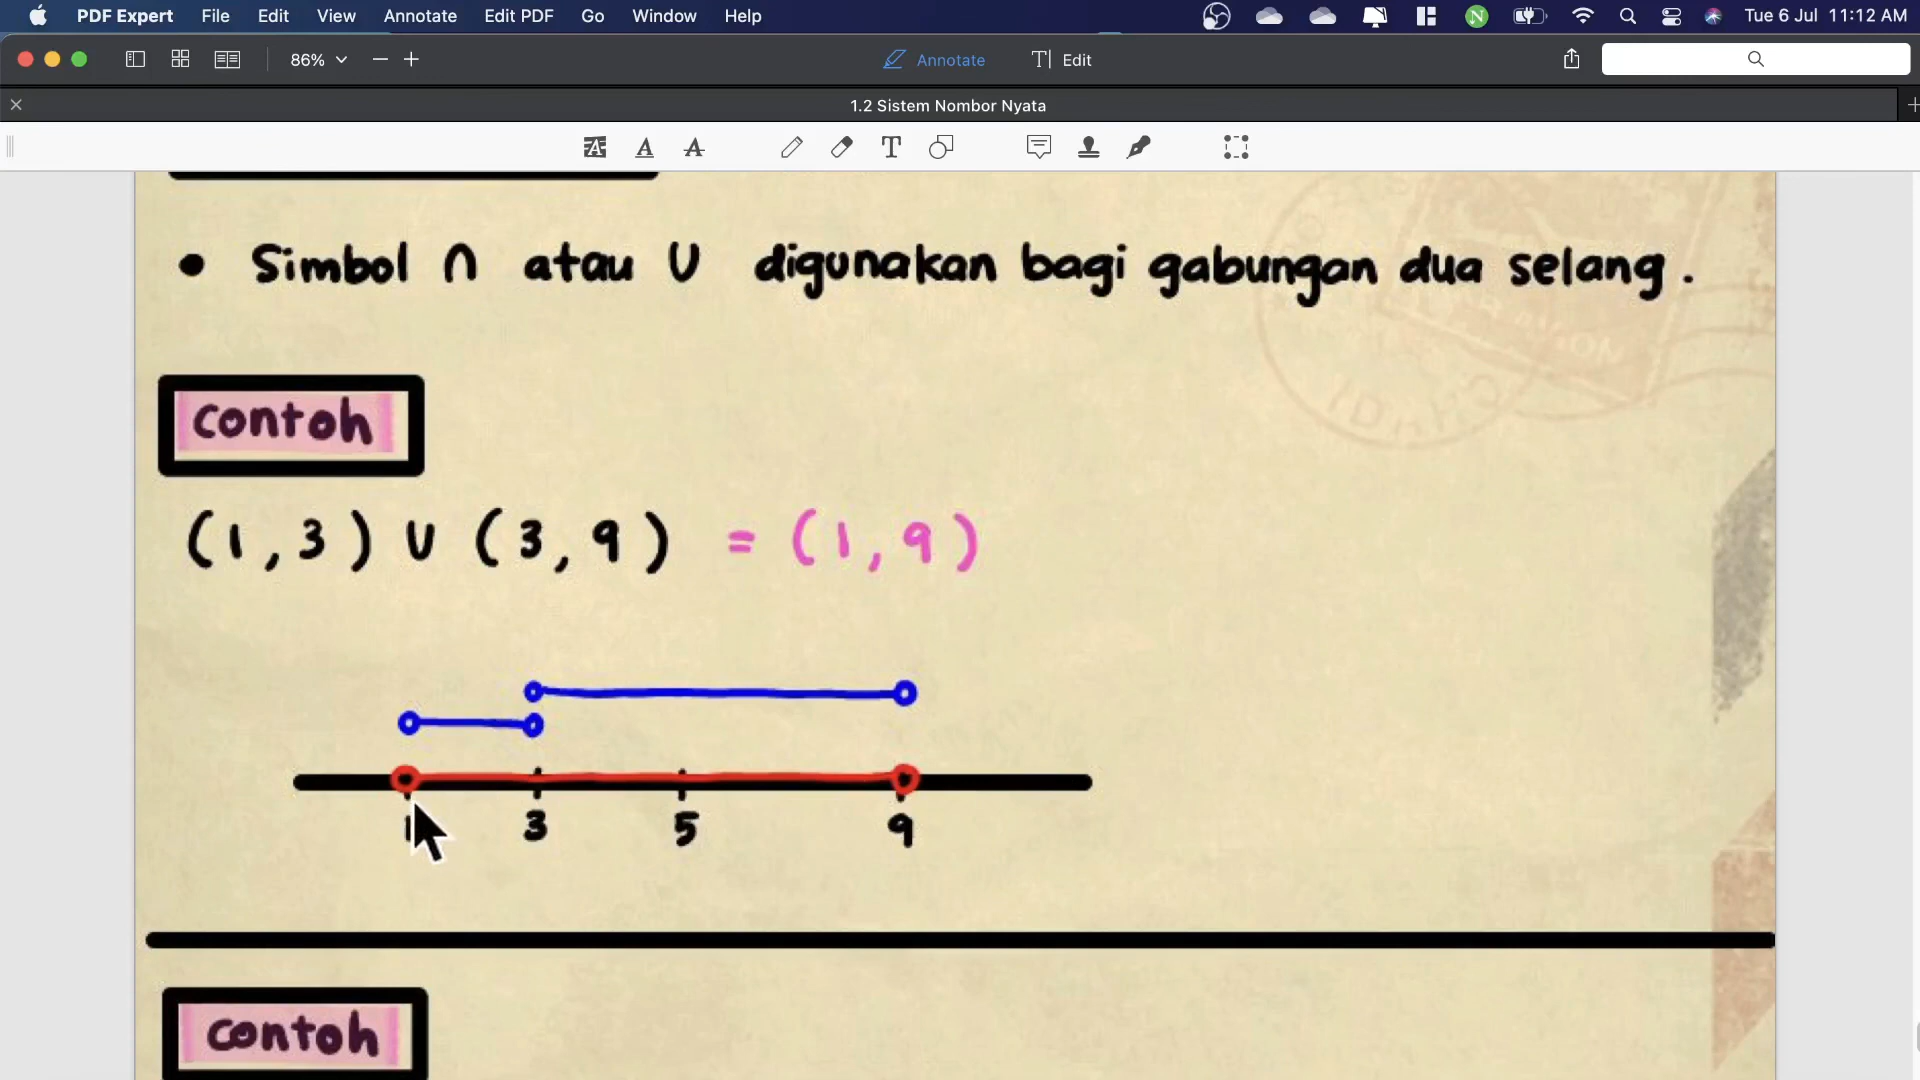 PDF Expert File Edit View Annotate Edit PDF Go Window Help Tue 6 Jul 11:12 AM
86% Annotate Edit
1.2 Sistem Nombor Nyata
• Simbol ∩ atau ∪ digunakan bagi gabungan dua selang.
contoh
(1,3) ∪ (3,9) = (1,9)
1 3 5 9
contoh